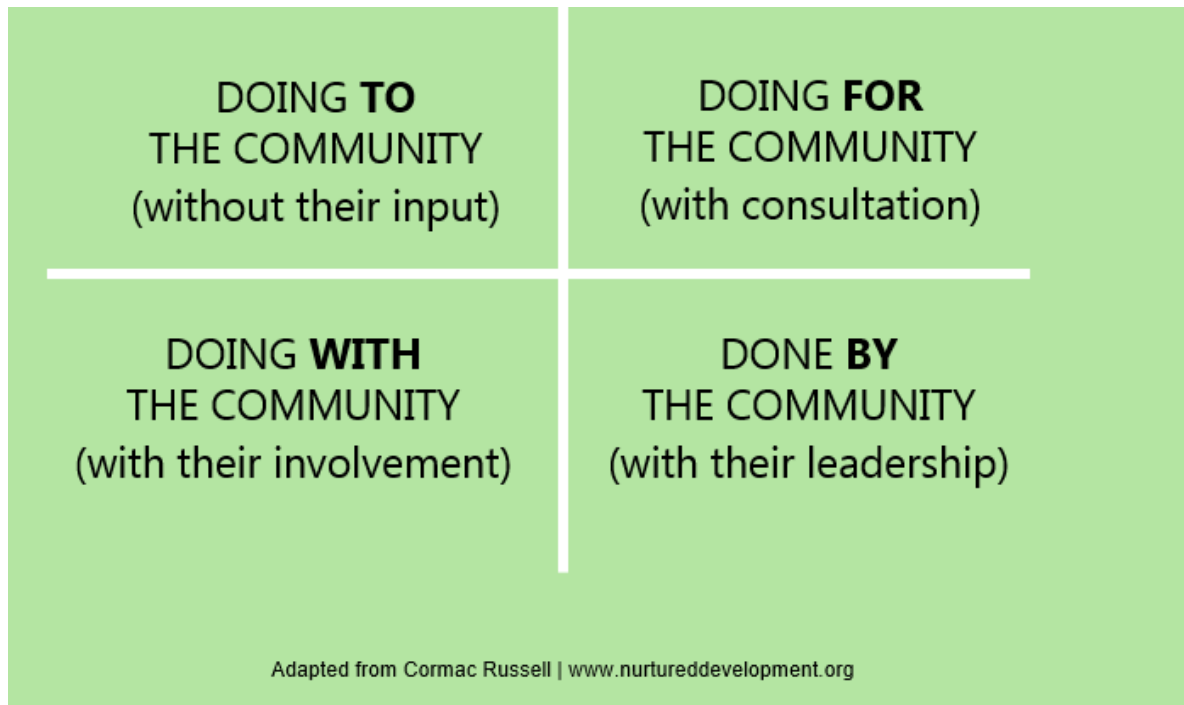 DOING TO
THE COMMUNITY
(without their input)
DOING FOR
THE COMMUNITY
(with consultation)
DOING WITH
THE COMMUNITY
(with their involvement)
DONE BY
THE COMMUNITY
(with their leadership)
Adapted from Cormac Russell | www.nurtureddevelopment.org